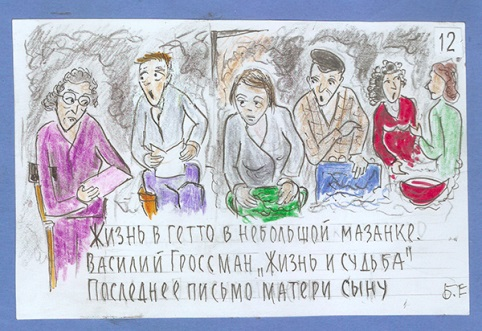 12
Жизнь в гетто в небольшой мазанке.
Василий Гроссман „Жизнь и судьба"
Последнее письмо матери сыну
Б.F